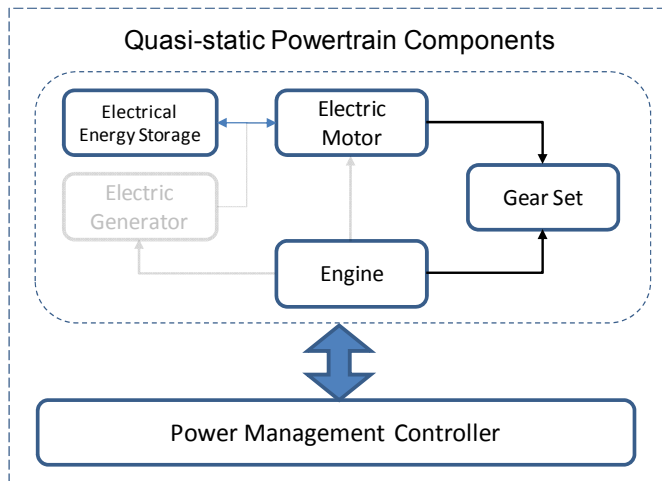 Quasi-static Powertrain Components
Electrical
Energy Storage
Electric
Motor
Electric
Generator
Gear Set
Engine
Power Management Controller